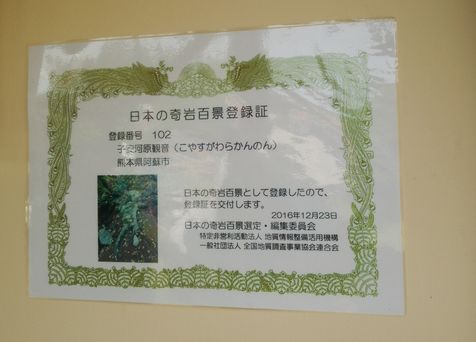 日本の奇岩百景登録証
登録番号 102
子安河原観音（こやすがわらかんのん）
熊本県阿蘇市
日本の奇岩百景として登録したので、
登録証を交付します。
2016年12月23日
日本の奇岩百景選定・編集委員会
特定非営利活動法人 地質情報整備活用機構
一般社団法人 全国地質調査事業協会連合会